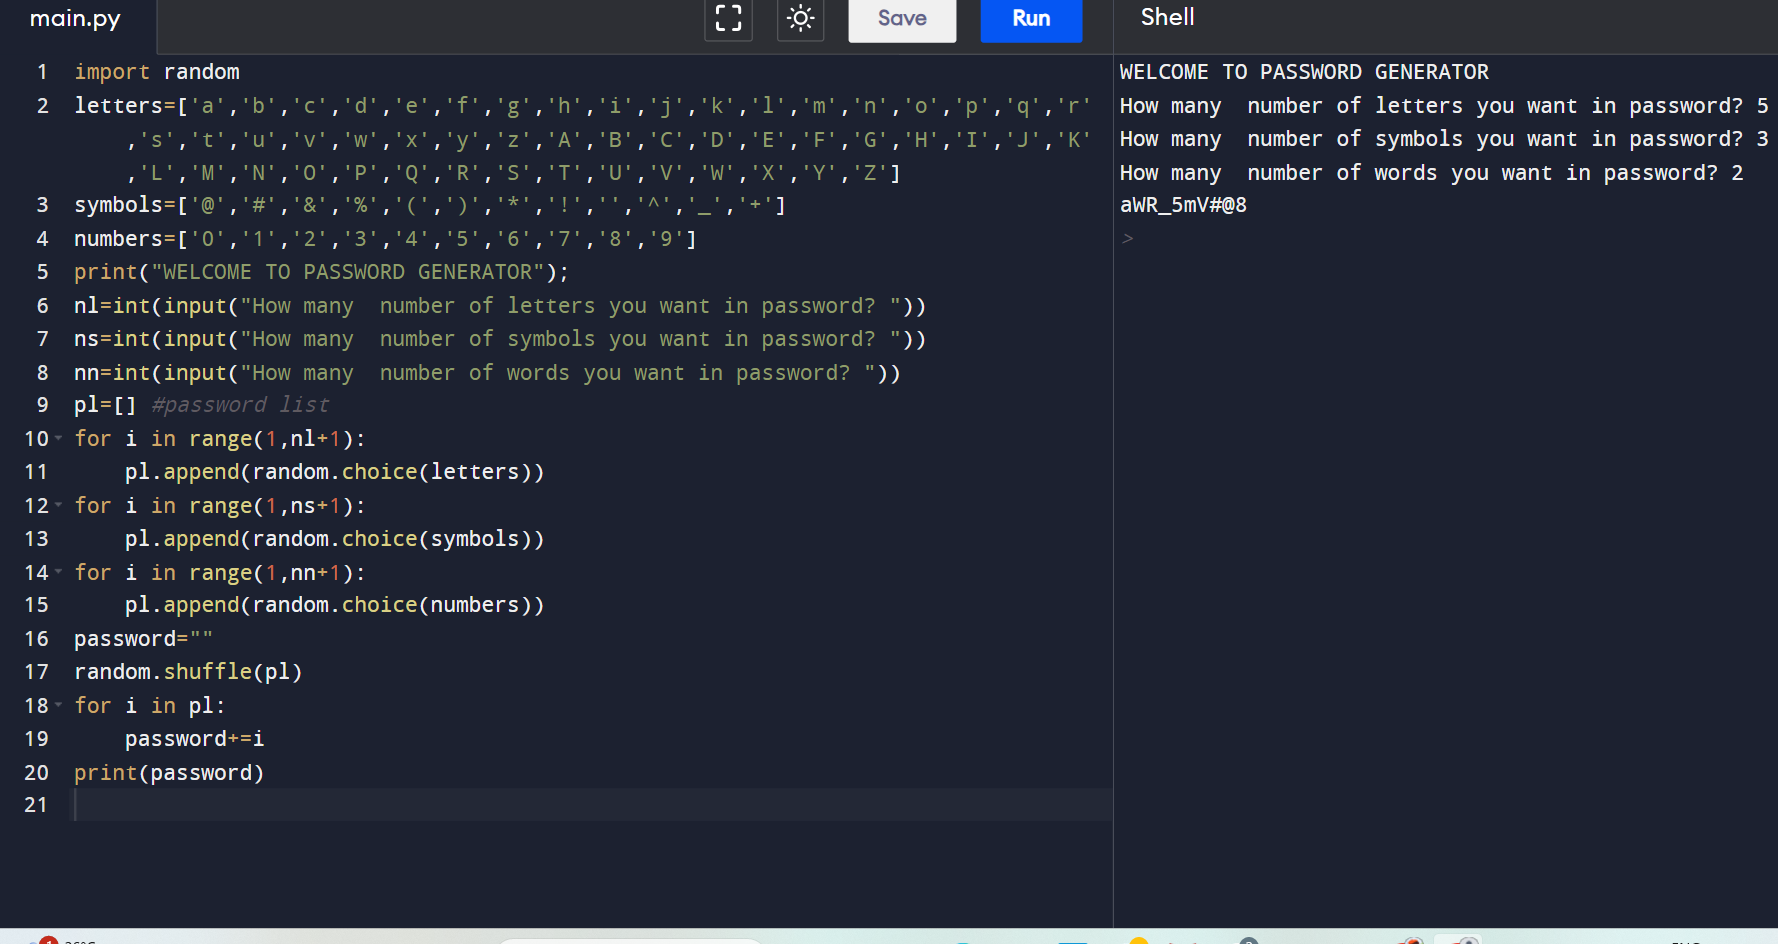 main.py
Save
Run
Shell
1 import random
2 letters=['a','b','c','d','e','f','g','h','i','j','k','l','m','n','o','p','q','r'
,'s','t','u','v','w','x','y','z','A','B','C','D','E','F','G','H','I','J','K'
,'L','M','N','O','P','Q','R','S','T','U','V','W','X','Y','Z']
3 symbols=['@','#','&','%','(',')','*','!','','^','_','+']
4 numbers=['0','1','2','3','4','5','6','7','8','9']
5 print("WELCOME TO PASSWORD GENERATOR");
6 nl=int(input("How many  number of letters you want in password? "))
7 ns=int(input("How many  number of symbols you want in password? "))
8 nn=int(input("How many  number of words you want in password? "))
9 pl=[] #password list
10 for i in range(1,nl+1):
11     pl.append(random.choice(letters))
12 for i in range(1,ns+1):
13     pl.append(random.choice(symbols))
14 for i in range(1,nn+1):
15     pl.append(random.choice(numbers))
16 password=""
17 random.shuffle(pl)
18 for i in pl:
19     password+=i
20 print(password)
21
WELCOME TO PASSWORD GENERATOR
How many  number of letters you want in password? 5
How many  number of symbols you want in password? 3
How many  number of words you want in password? 2
aWR_5mV#@8
>